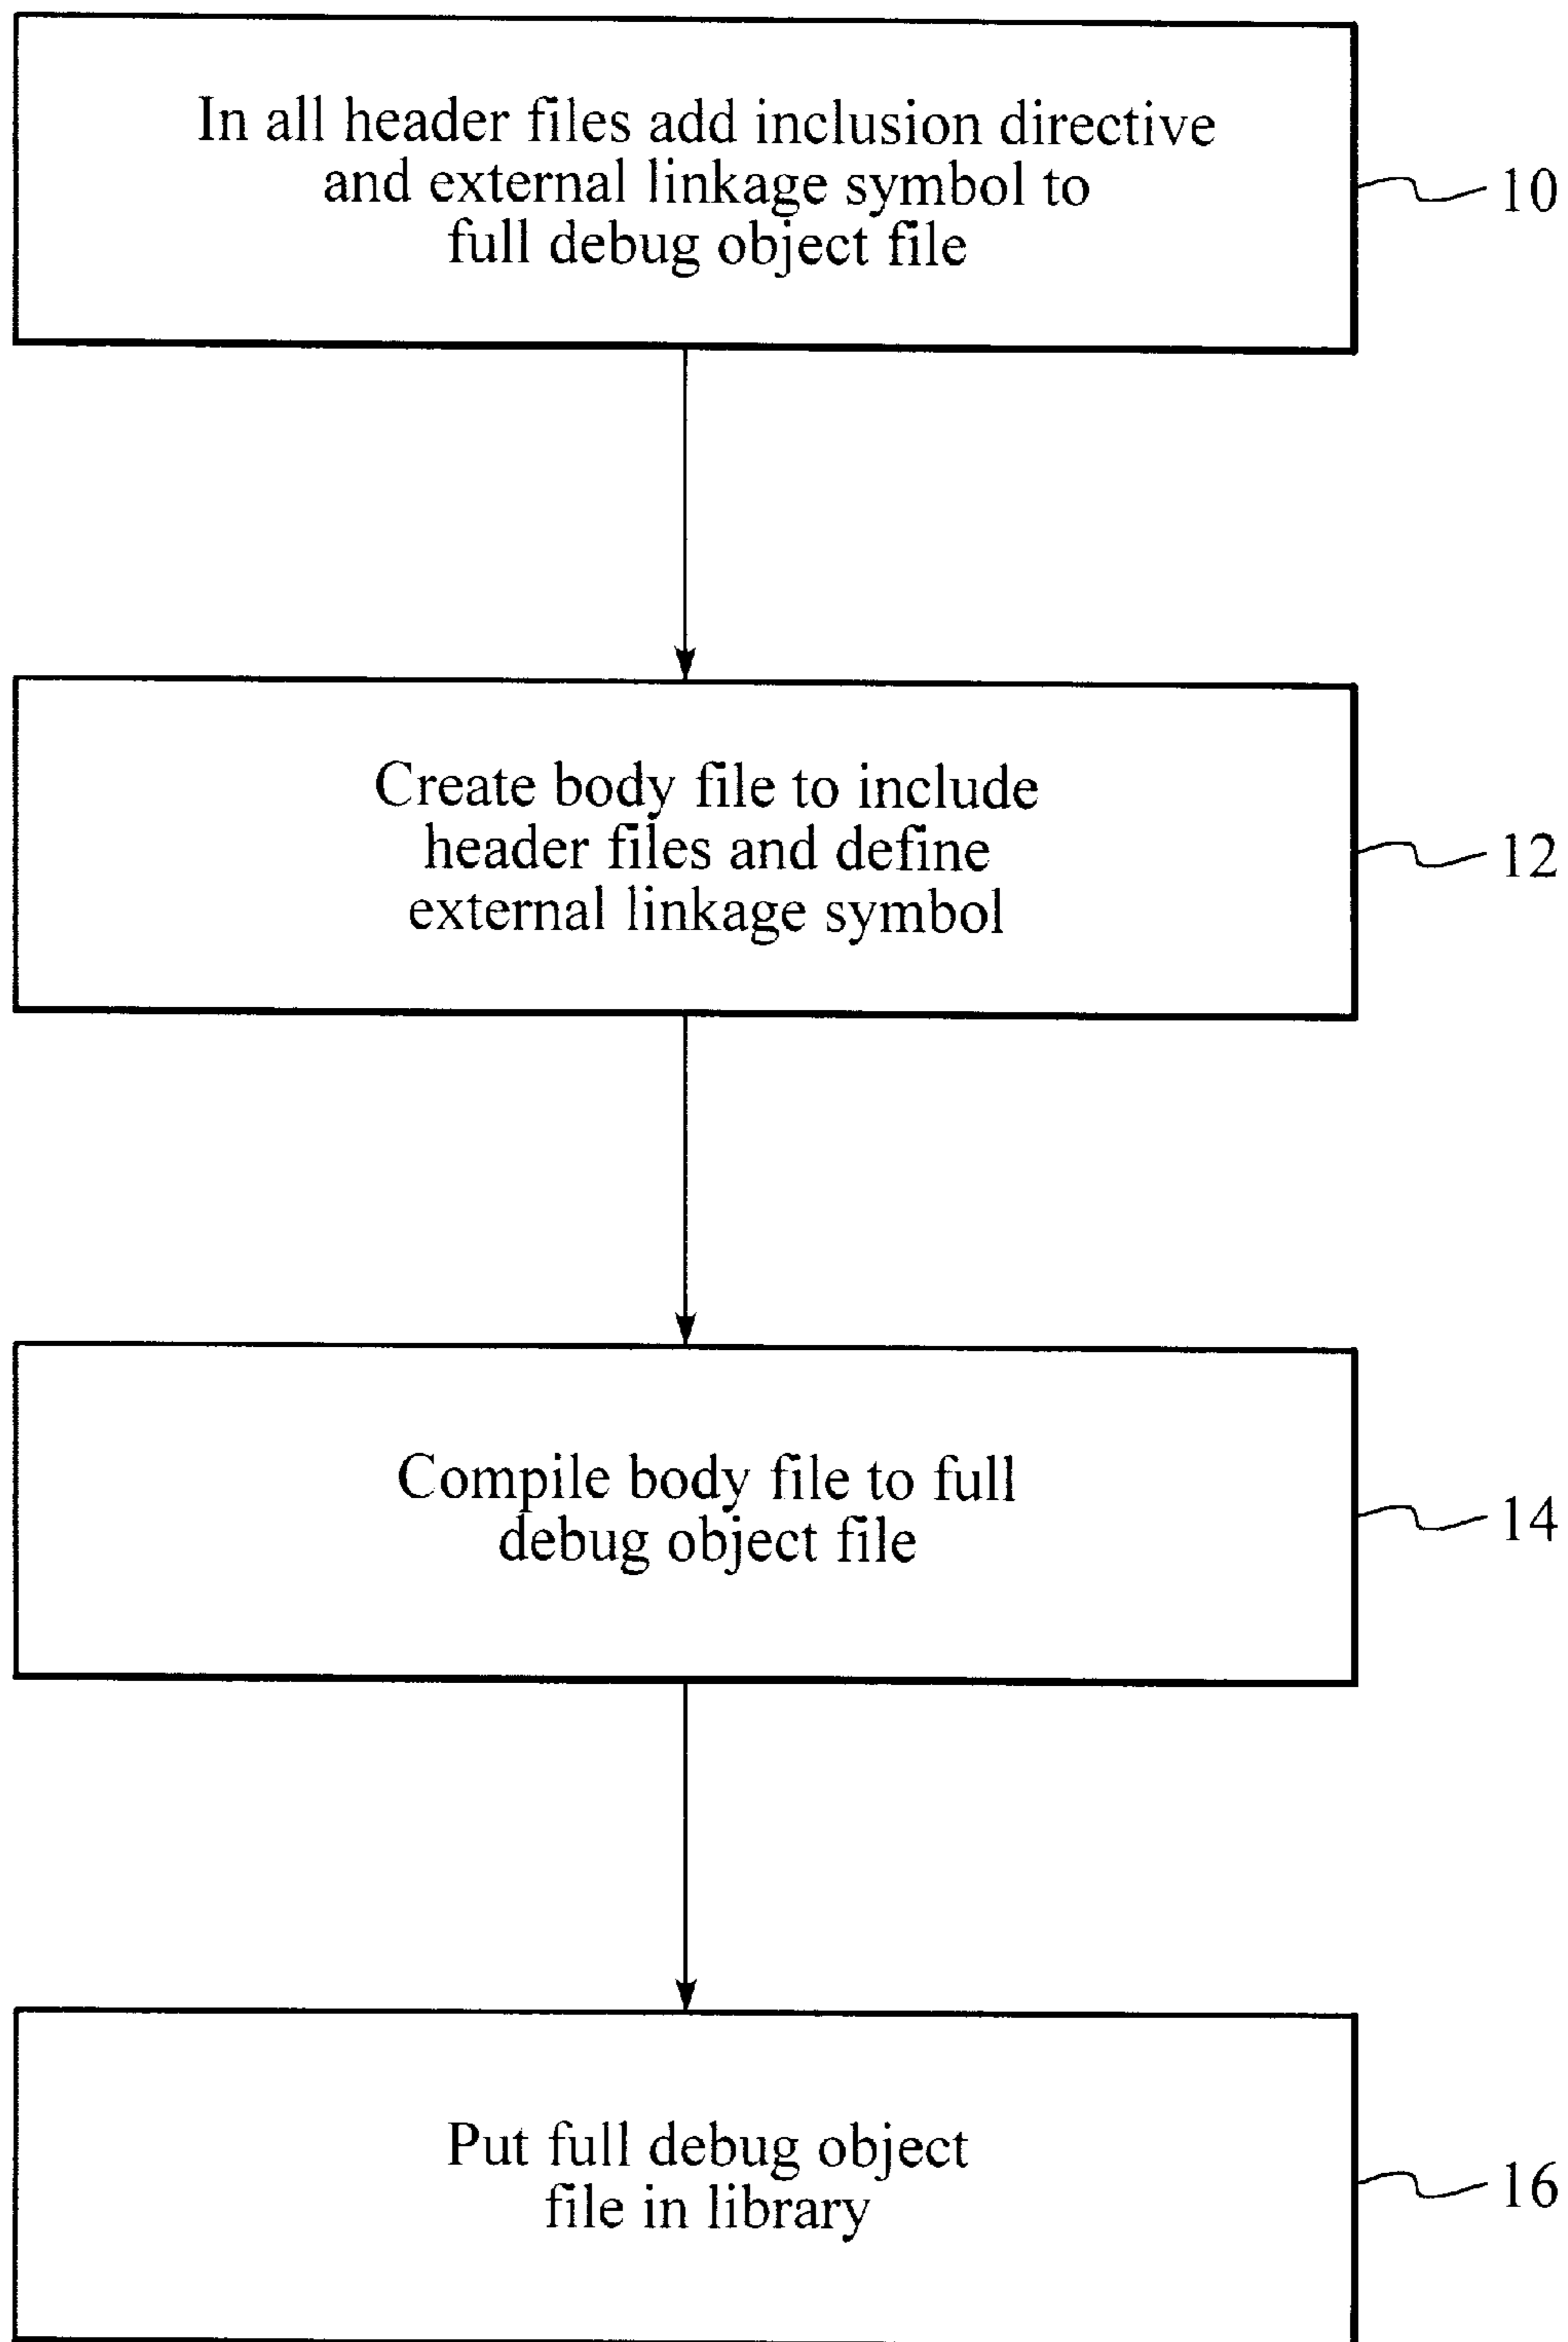 In all header files add inclusion directive
and external linkage symbol to
full debug object file
10
Create body file to include
header files and define
external linkage symbol
12
Compile body file to full
debug object file
14
Put full debug object
file in library
16